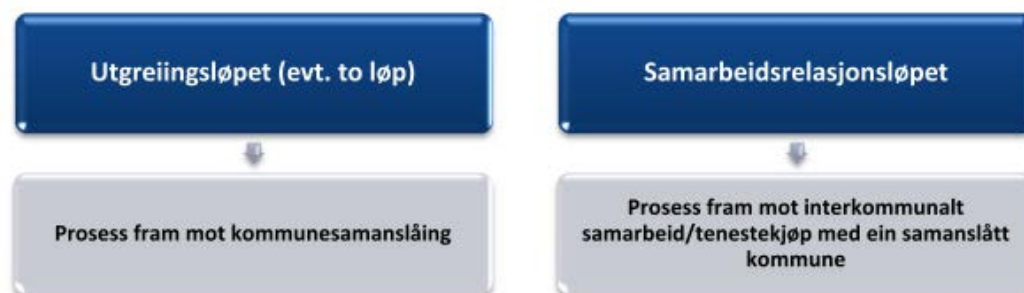 Utgreiingsløpet (evt. to løp)
Samarbeidsrelasjonsløpet
Prosess fram mot kommunesamanslåing
Prosess fram mot interkommunalt
samarbeid/tenestekjøp med ein samanslått
kommune